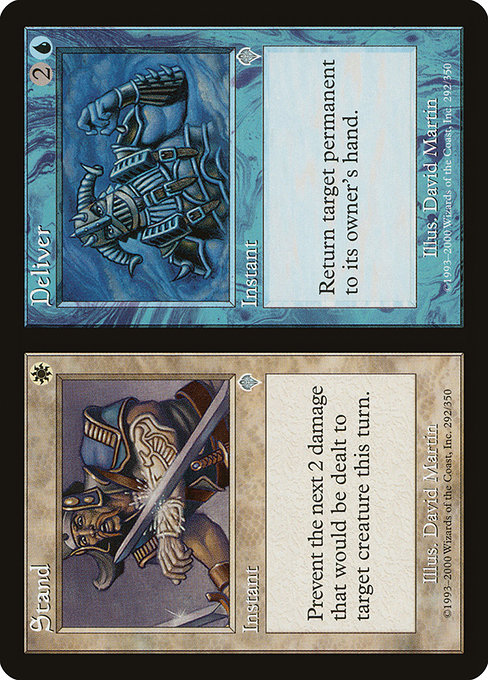 Stand
Instant
Prevent the next 2 damage
that would be dealt to
target creature this turn.
Illus. David Martin
©1993–2000 Wizards of the Coast, Inc. 292/350
Deliver
2
Instant
Return target permanent
to its owner's hand.
Illus. David Martin
©1993–2000 Wizards of the Coast, Inc. 292/350